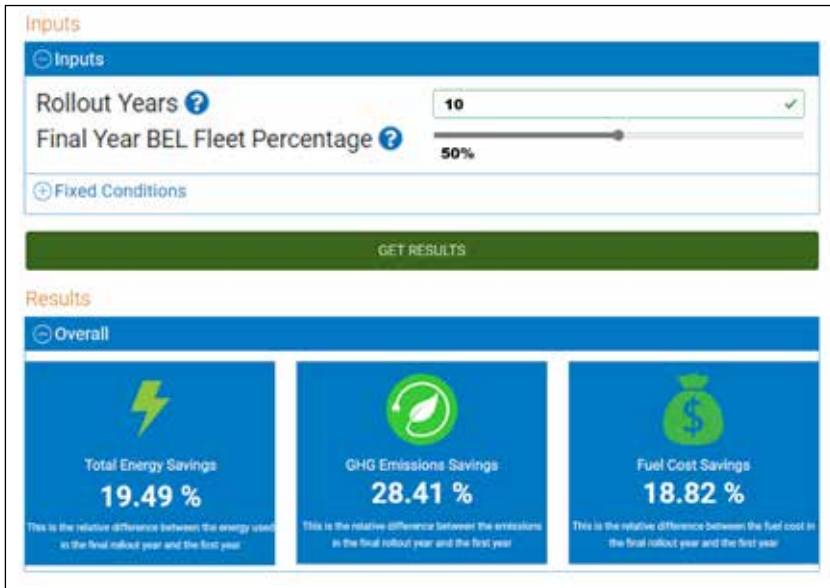 Inputs
Inputs
Rollout Years ?
10
Final Year BEL Fleet Percentage ?
50%
Fixed Conditions
GET RESULTS
Results
Overall
Total Energy Savings
19.49 %
This is the relative difference between the energy used
in the final rollout year and the first year
GHG Emissions Savings
28.41 %
This is the relative difference between the emissions
in the final rollout year and the first year
$
Fuel Cost Savings
18.82 %
This is the relative difference between the fuel cost in
the final rollout year and the first year